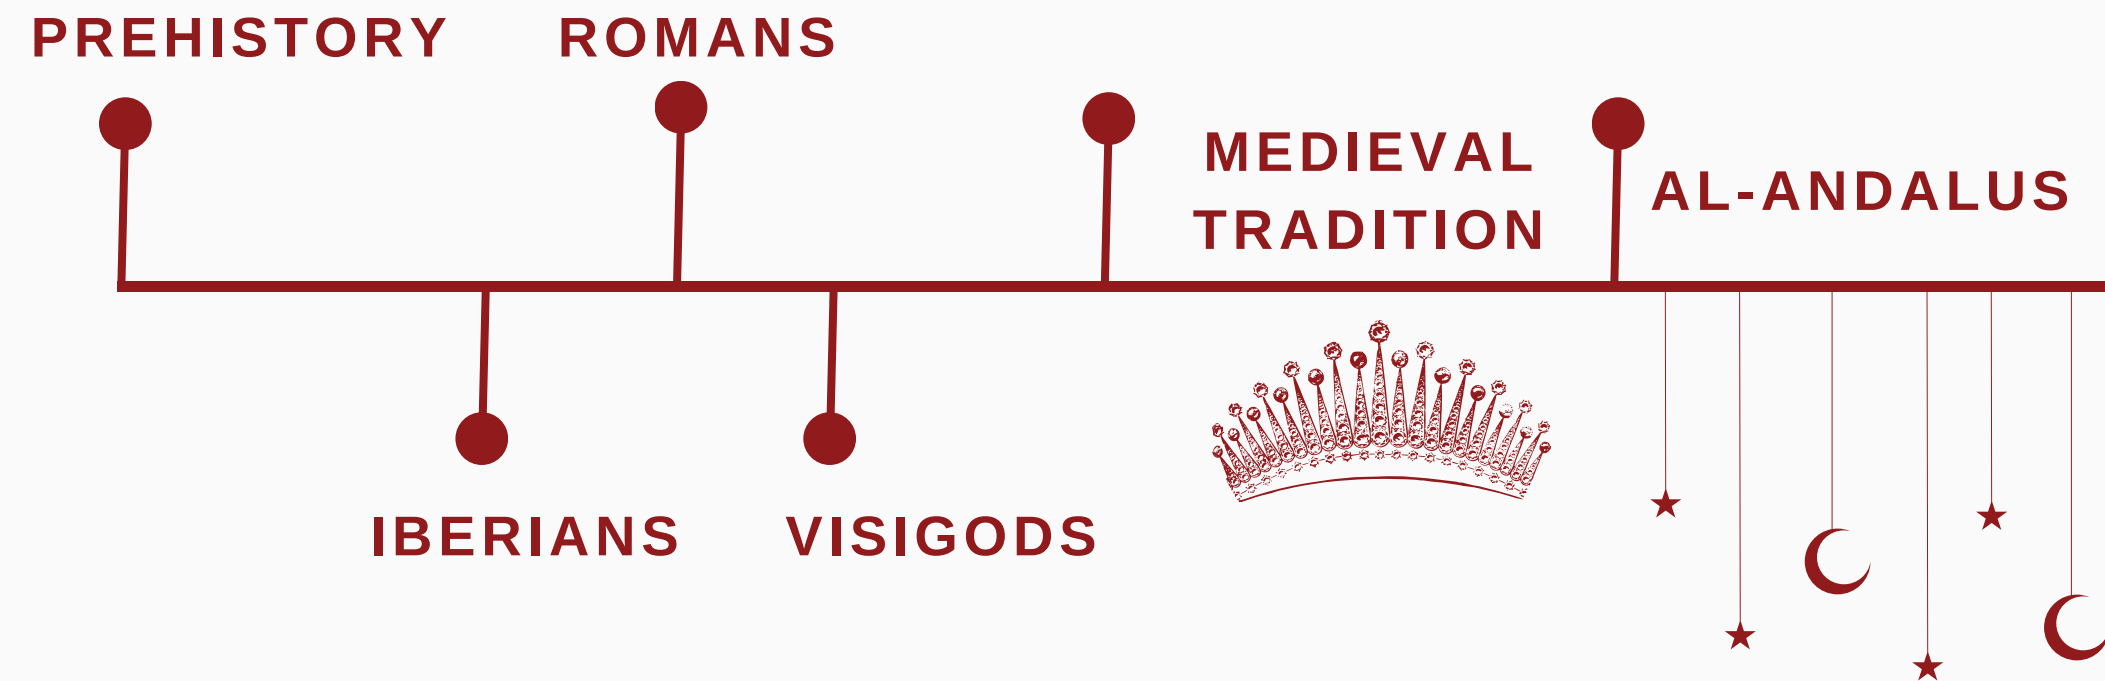 PREHISTORY
ROMANS
MEDIEVAL
TRADITION
AL-ANDALUS
IBERIANS
VISIGODS